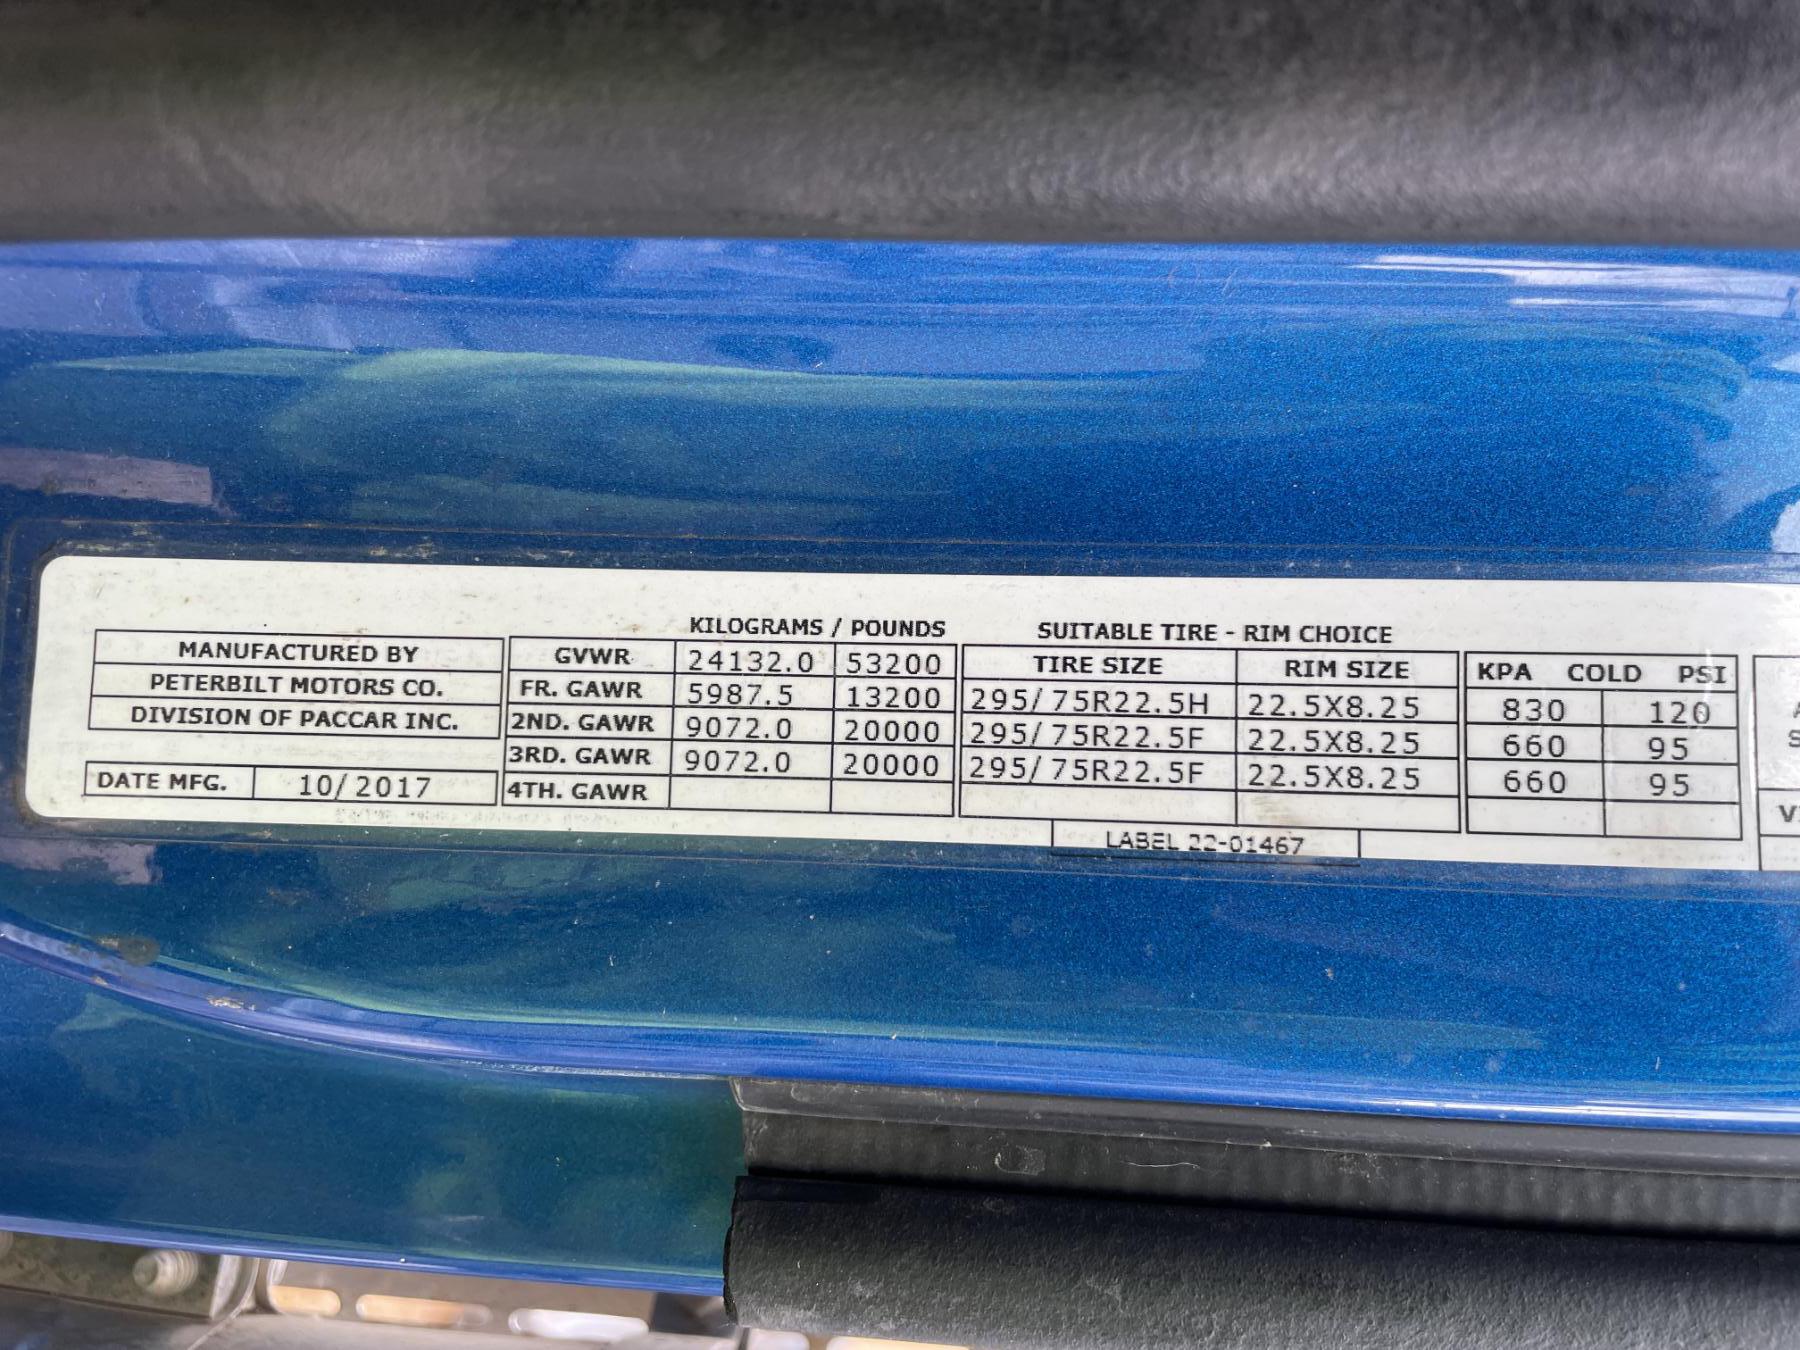 KILOGRAMS / POUNDS SUITABLE TIRE - RIM CHOICE
MANUFACTURED BY GVWR 24132.0 53200 TIRE SIZE RIM SIZE KPA COLD PSI
PETERBILT MOTORS CO. FR. GAWR 5987.5 13200 295/75R22.5H 22.5X8.25 830 120
DIVISION OF PACCAR INC. 2ND. GAWR 9072.0 20000 295/75R22.5F 22.5X8.25 660 95
3RD. GAWR 9072.0 20000 295/75R22.5F 22.5X8.25 660 95
DATE MFG. 10/2017 4TH. GAWR
LABEL 22-01467